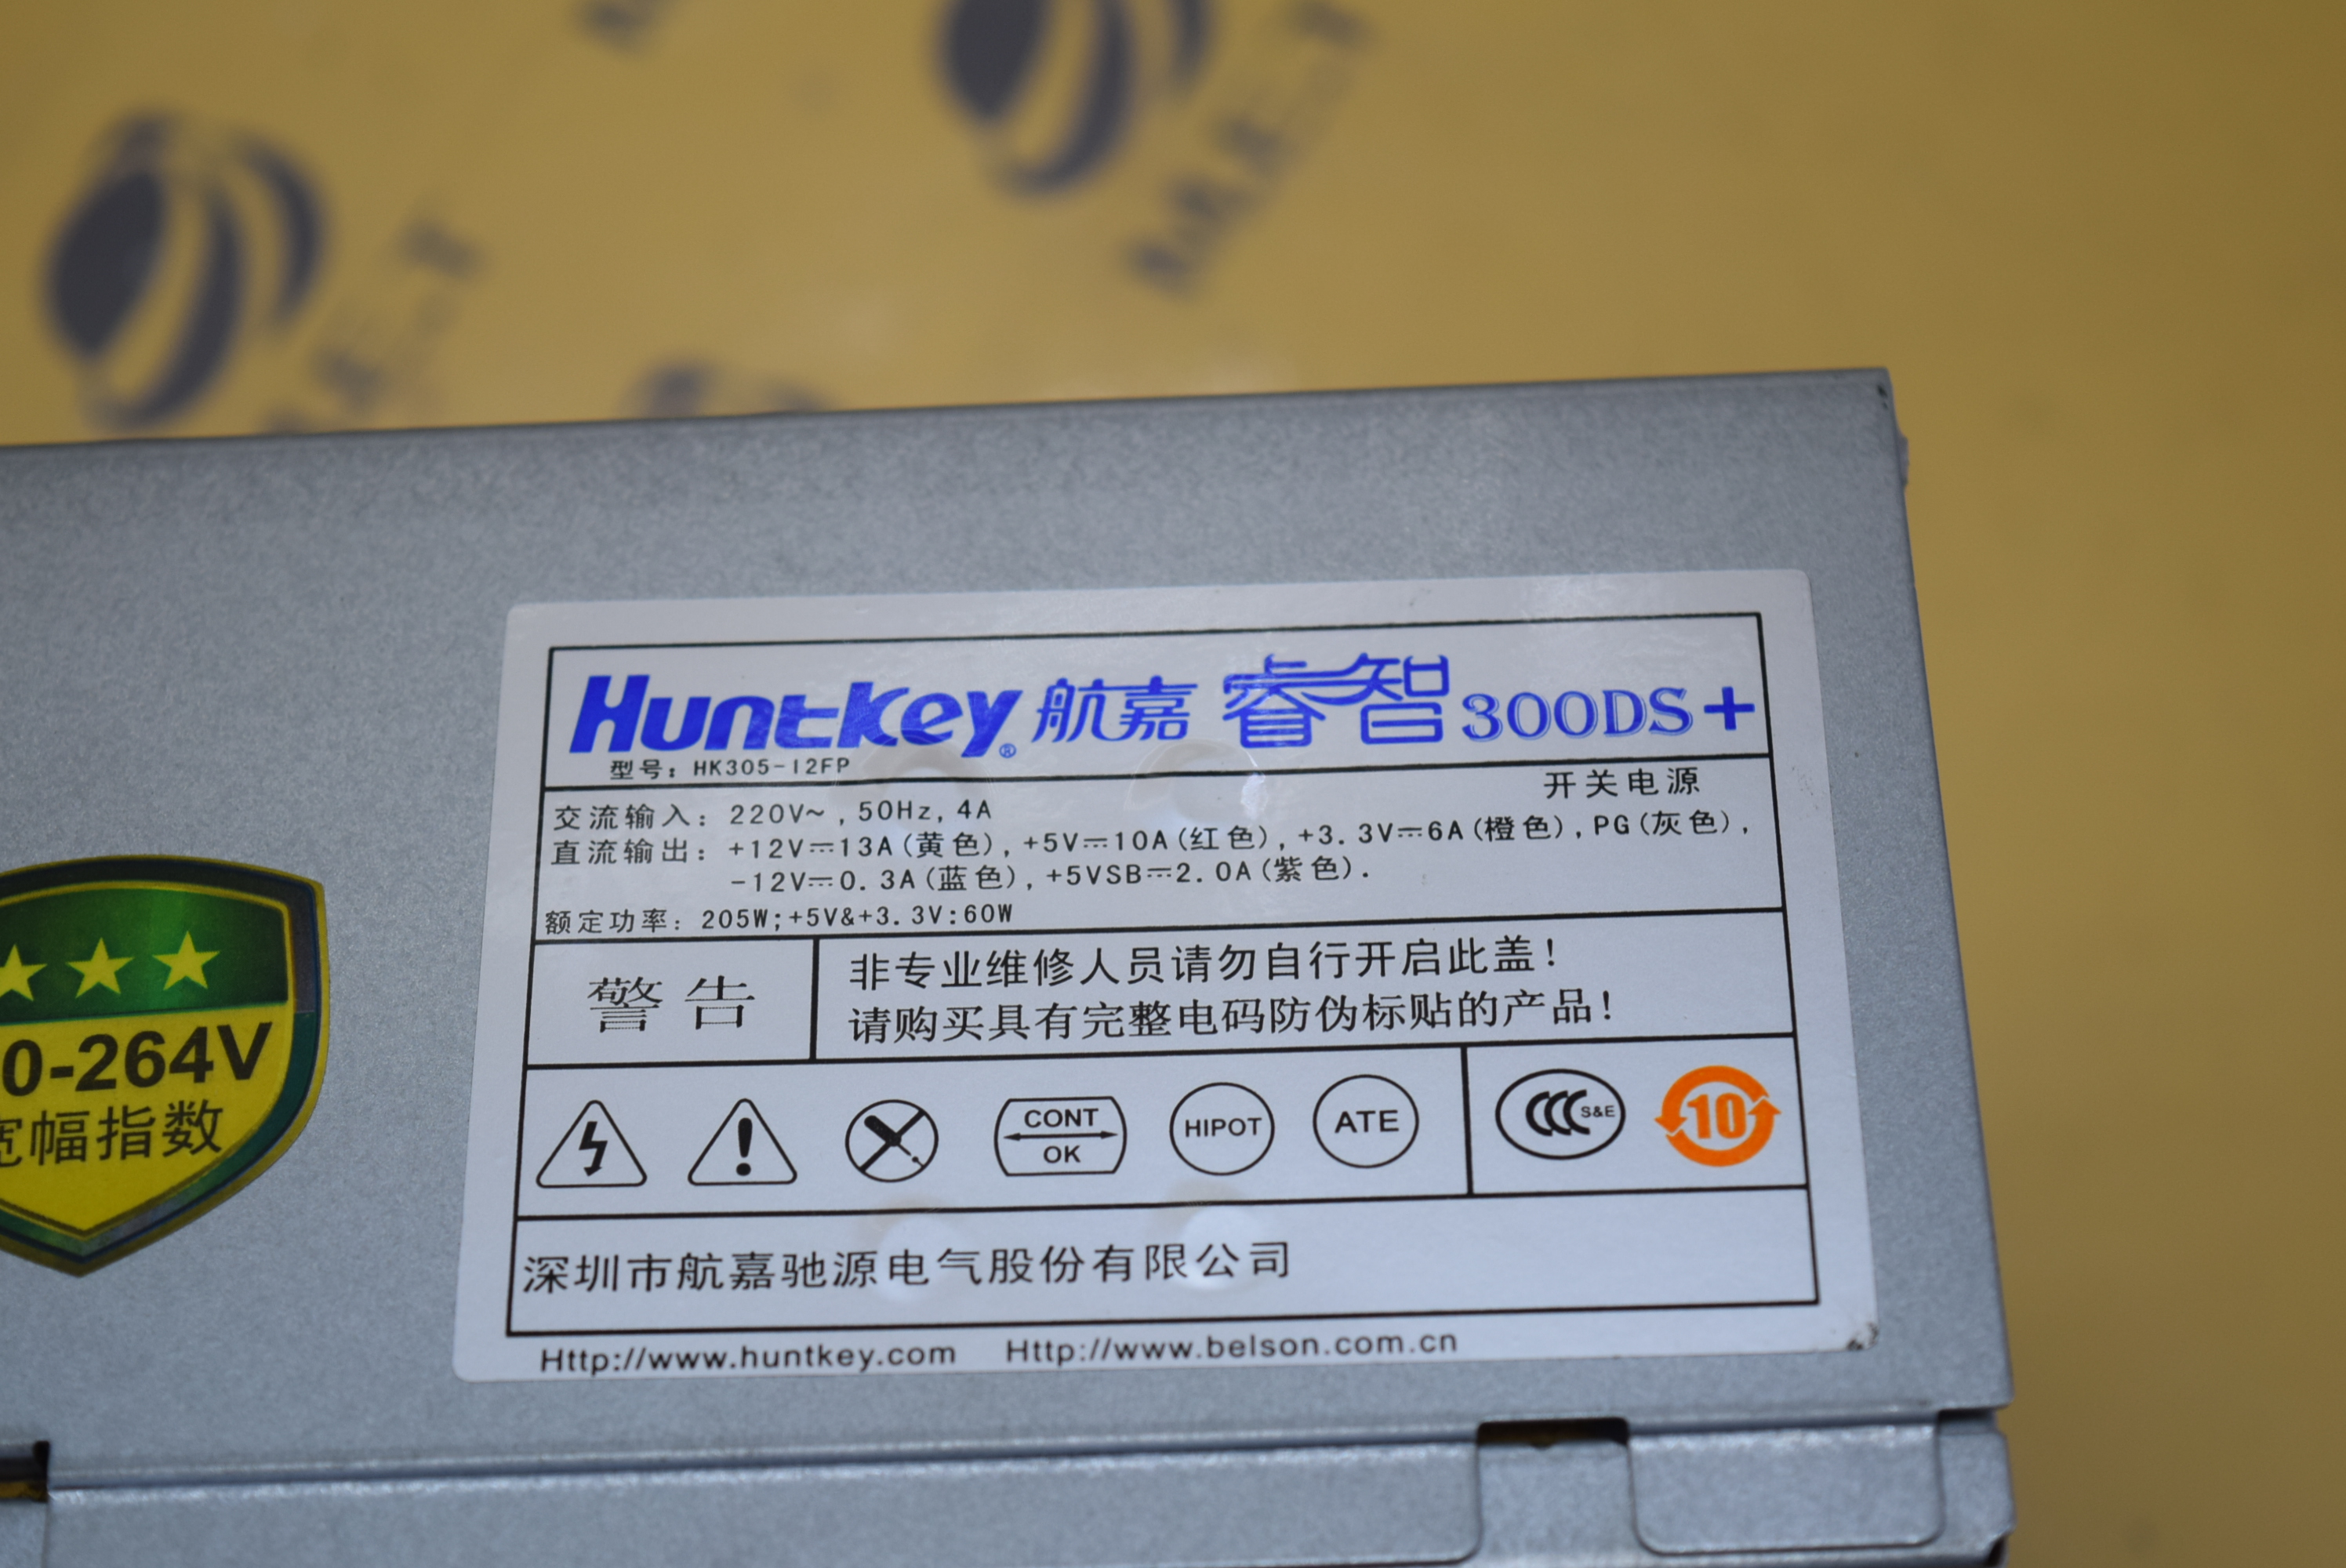 Huntkey® 航嘉 睿智300DS+
型号: HK305-12FP
开关电源
交流输入: 220V~, 50Hz, 4A
直流输出: +12V⎓13A(黄色), +5V⎓10A(红色), +3.3V⎓6A(橙色), PG(灰色),
-12V⎓0.3A(蓝色), +5VSB⎓2.0A(紫色).
额定功率: 205W;+5V&+3.3V:60W
警告
非专业维修人员请勿自行开启此盖!
请购买具有完整电码防伪标贴的产品!
CONT
OK
HIPOT
ATE
CCC S&E
10
深圳市航嘉驰源电气股份有限公司
Http://www.huntkey.com Http://www.belson.com.cn
0-264V
宽幅指数